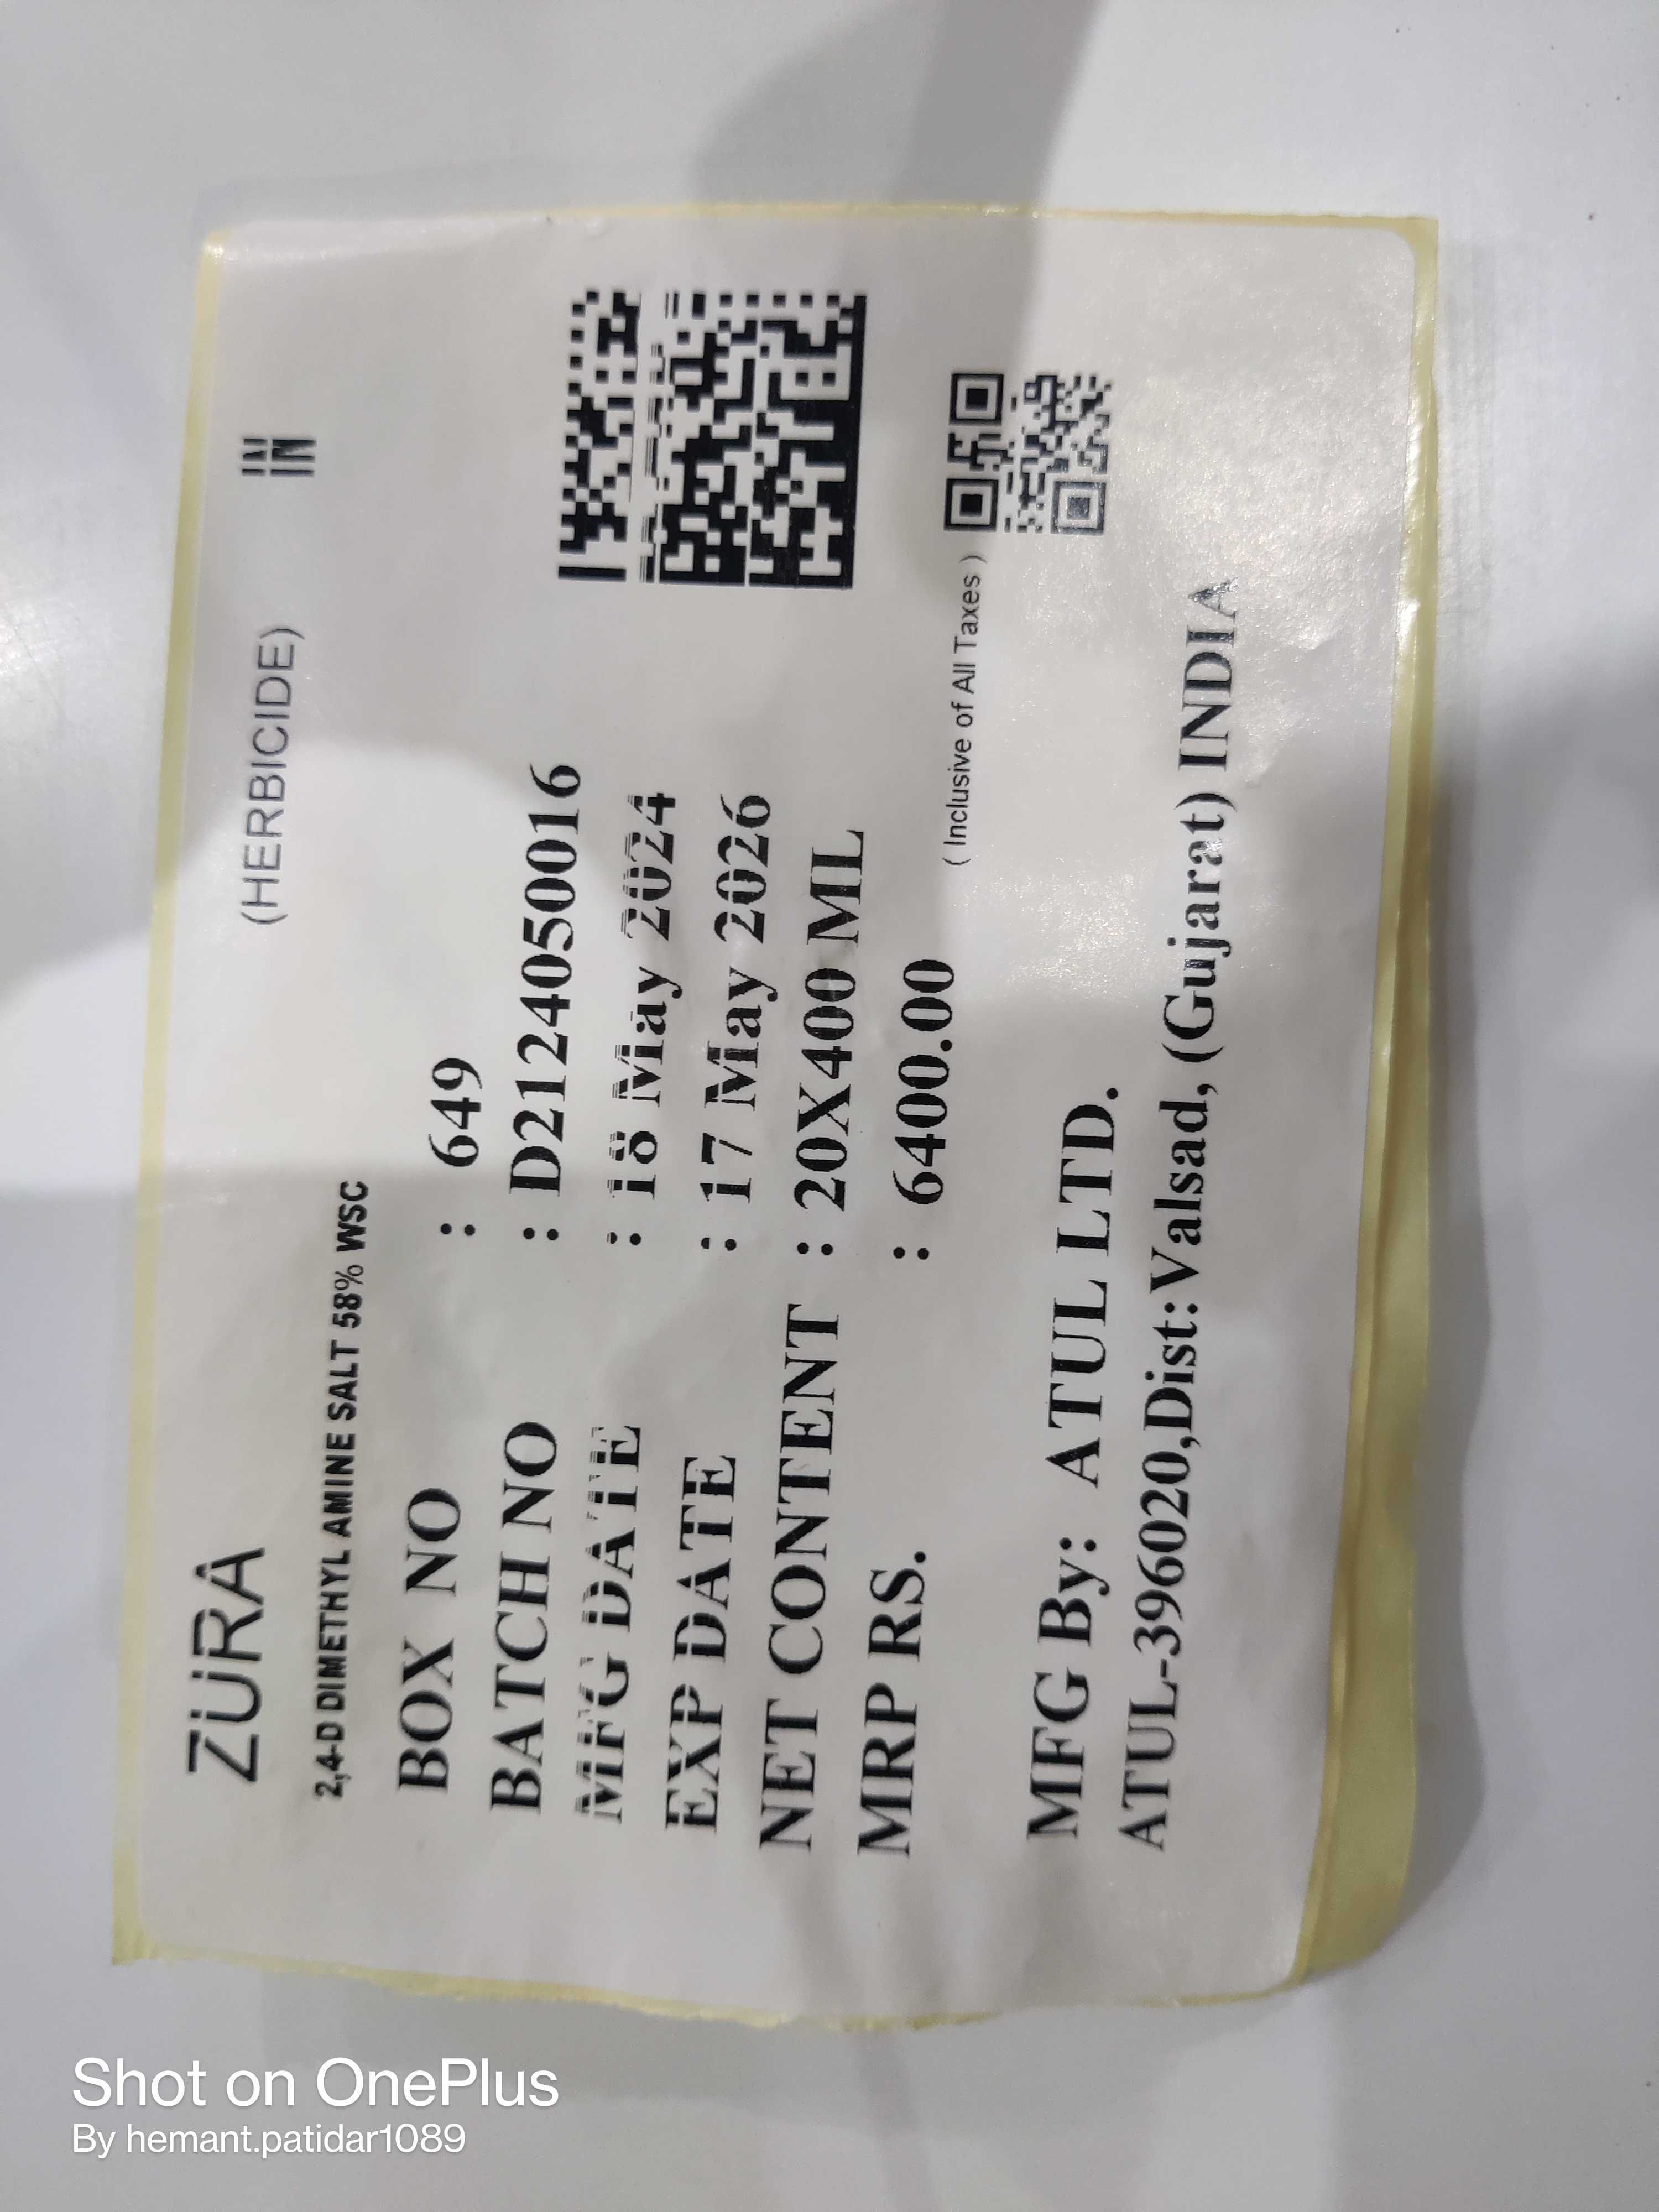 ZURA (HERBICIDE) IN
2,4-D DIMETHYL AMINE SALT 58% WSC
BOX NO : 649
BATCH NO : D2124050016
MFG DATE : 18 May 2024
EXP DATE : 17 May 2026
NET CONTENT : 20X400 ML
MRP RS. : 6400.00 ( Inclusive of All Taxes )
MFG By: ATUL LTD.
ATUL-396020,Dist:Valsad, (Gujarat) INDIA
Shot on OnePlus
By hemant.patidar1089